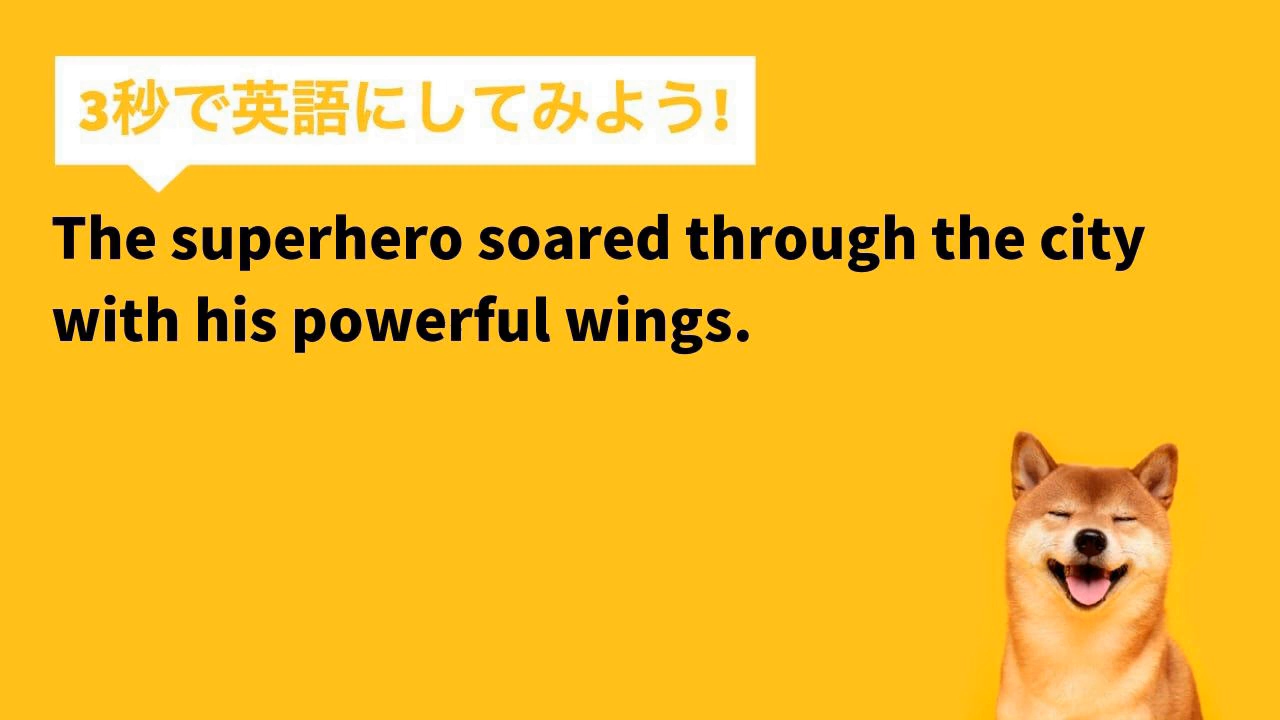 3秒で英語にしてみよう!
The superhero soared through the city
with his powerful wings.